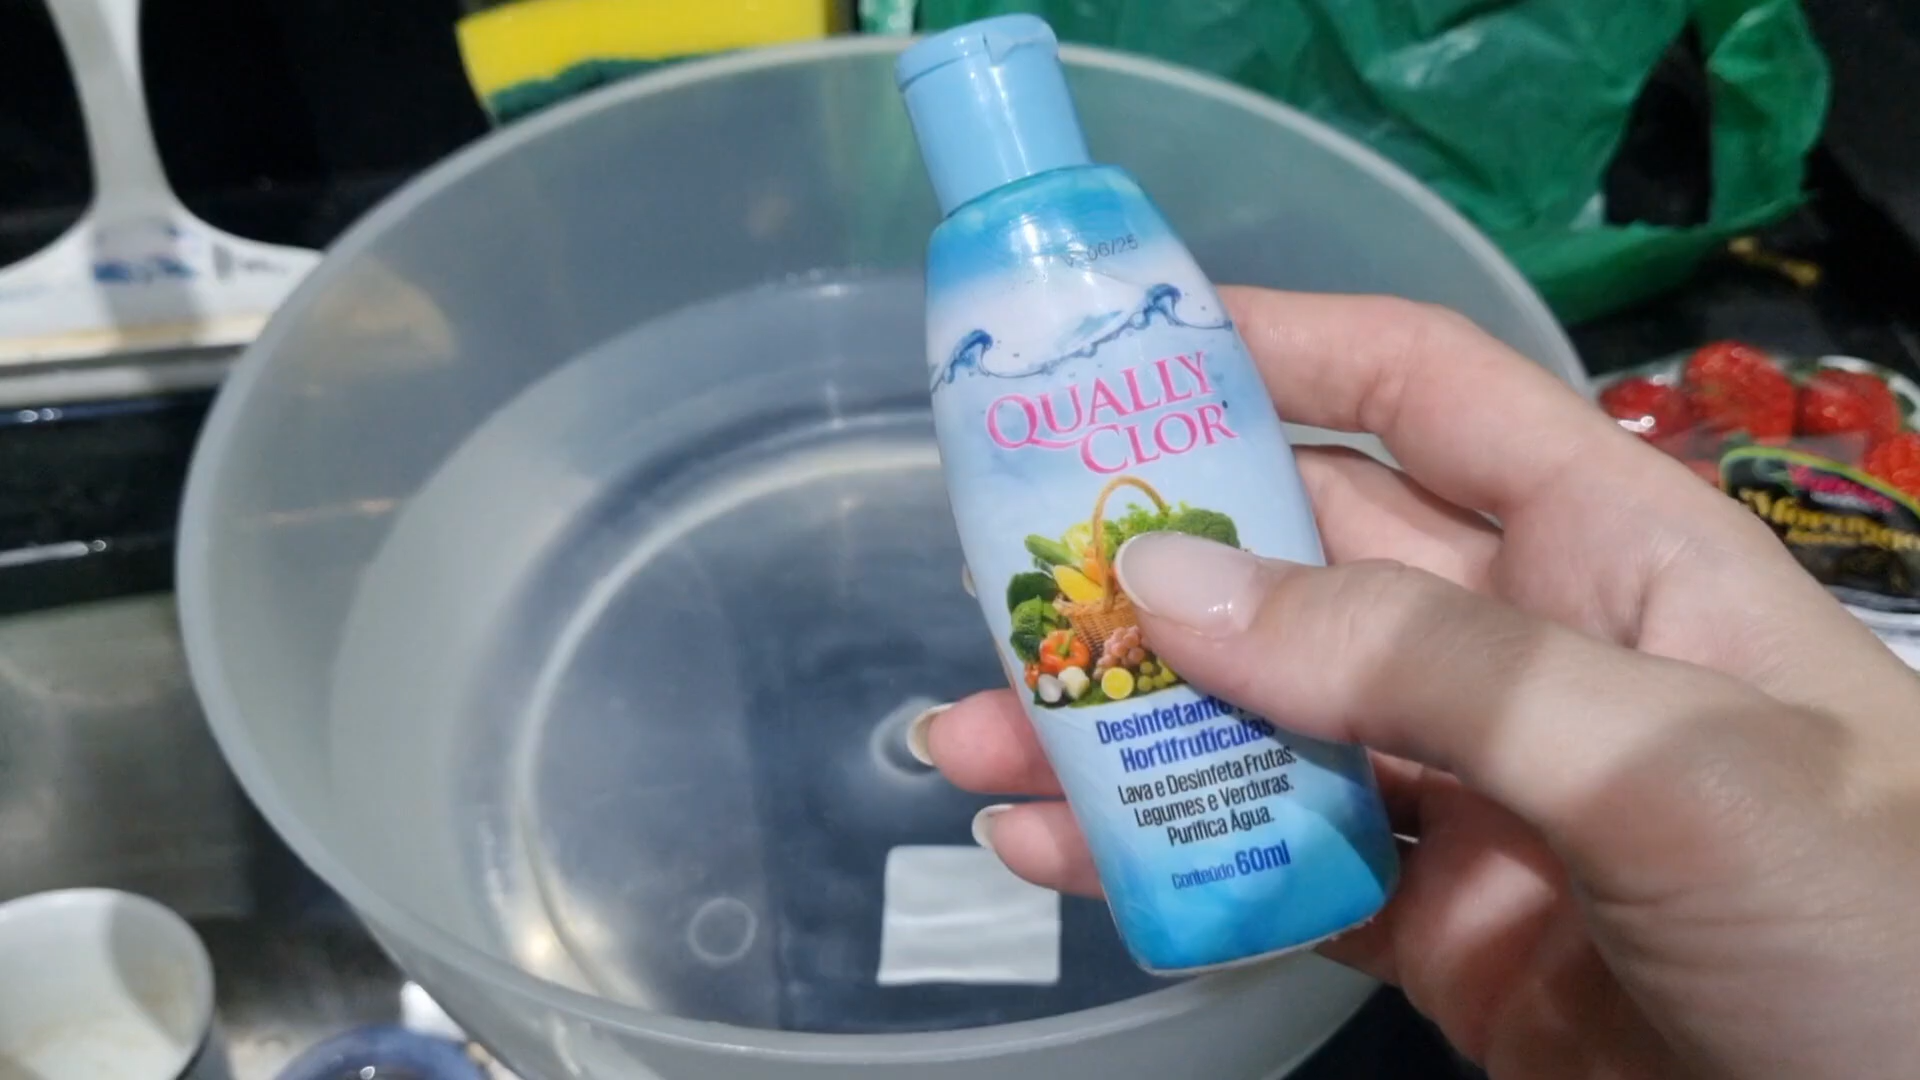 V. 06/25
QUALLY
CLOR
Desinfetante
Hortifrutículas
Lava e Desinfeta Frutas,
Legumes e Verduras.
Purifica Água.
Conteúdo 60ml